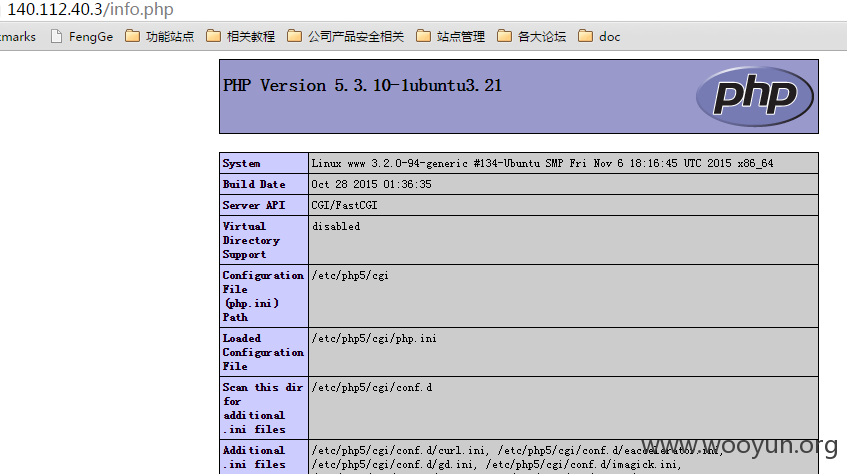 140.112.40.3/info.php
kmarks FengGe 功能站点 相关教程 公司产品安全相关 站点管理 各大论坛 doc
PHP Version 5.3.10-1ubuntu3.21
php
System Linux www 3.2.0-94-generic #134-Ubuntu SMP Fri Nov 6 18:16:45 UTC 2015 x86_64
Build Date Oct 28 2015 01:36:35
Server API CGI/FastCGI
Virtual disabled
Directory
Support
Configuration /etc/php5/cgi
File
(php.ini)
Path
Loaded /etc/php5/cgi/php.ini
Configuration
File
Scan this dir /etc/php5/cgi/conf.d
for
additional
.ini files
Additional /etc/php5/cgi/conf.d/curl.ini, /etc/php5/cgi/conf.d/eaccelerator.ini,
.ini files /etc/php5/cgi/conf.d/gd.ini, /etc/php5/cgi/conf.d/imagick.ini,
www.wooyun.org